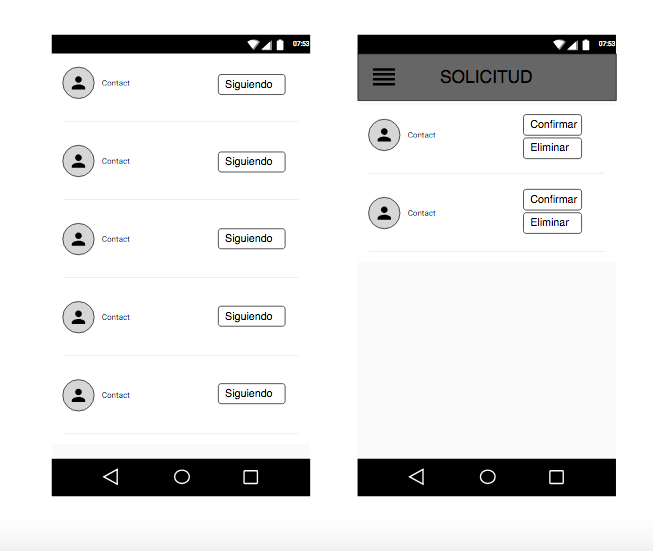 07:53
Contact Siguiendo
Contact Siguiendo
Contact Siguiendo
Contact Siguiendo
Contact Siguiendo
07:53
SOLICITUD
Contact
Confirmar
Eliminar
Contact
Confirmar
Eliminar